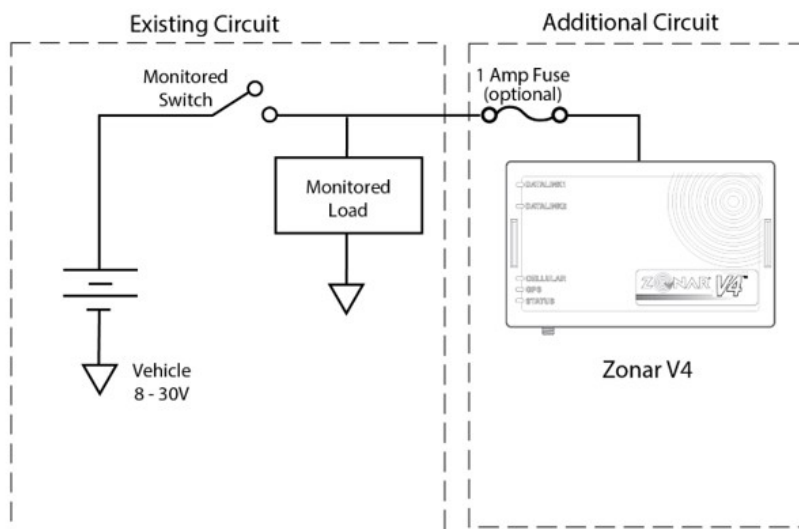 Existing Circuit
Additional Circuit
Monitored
Switch
1 Amp Fuse
(optional)
Monitored
Load
DATALINK1
DATALINK2
CELLULAR
GPS
STATUS
ZONAR V4™
Vehicle
8 - 30V
Zonar V4